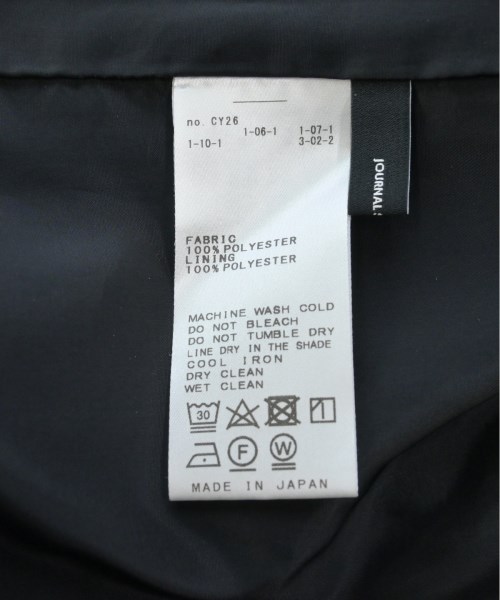 no. CY26
1-06-1 1-07-1
1-10-1 3-02-2
FABRIC
100% POLYESTER
LINING
100% POLYESTER
MACHINE WASH COLD
DO NOT BLEACH
DO NOT TUMBLE DRY
LINE DRY IN THE SHADE
COOL IRON
DRY CLEAN
WET CLEAN
30
F W
MADE IN JAPAN
JOURNAL